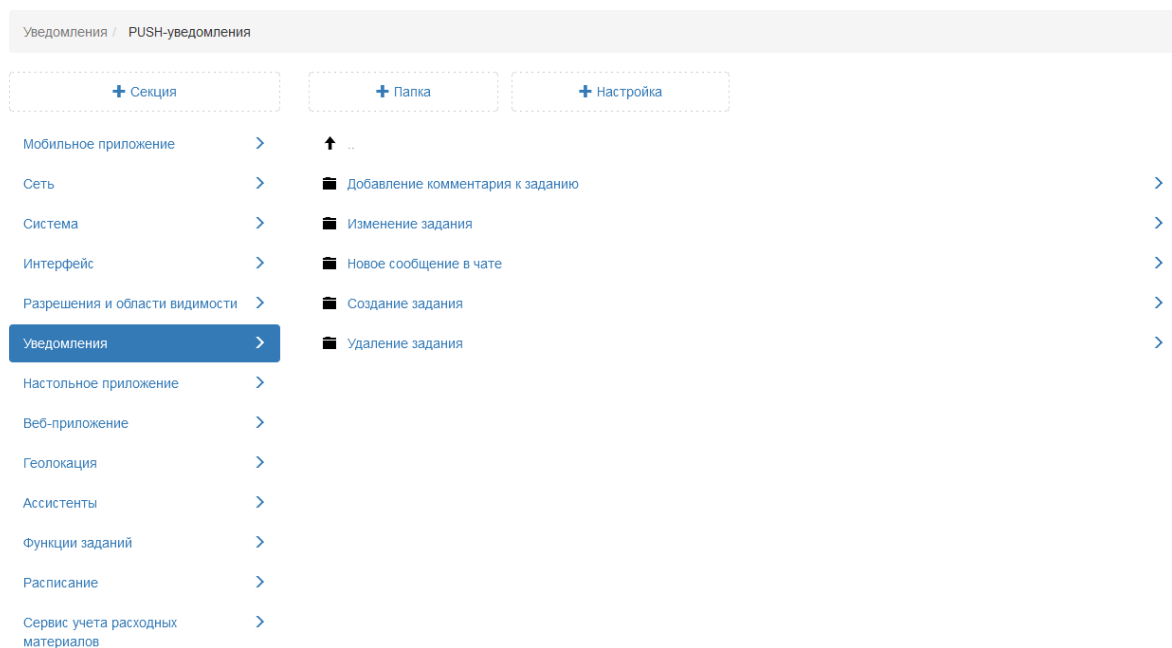 Уведомления / PUSH-уведомления
Секция
Папка
Настройка
Мобильное приложение
Сеть
Система
Интерфейс
Разрешения и области видимости
Уведомления
Настольное приложение
Веб-приложение
Геолокация
Ассистенты
Функции заданий
Расписание
Сервис учета расходных
материалов
..
Добавление комментария к заданию
Изменение задания
Новое сообщение в чате
Создание задания
Удаление задания